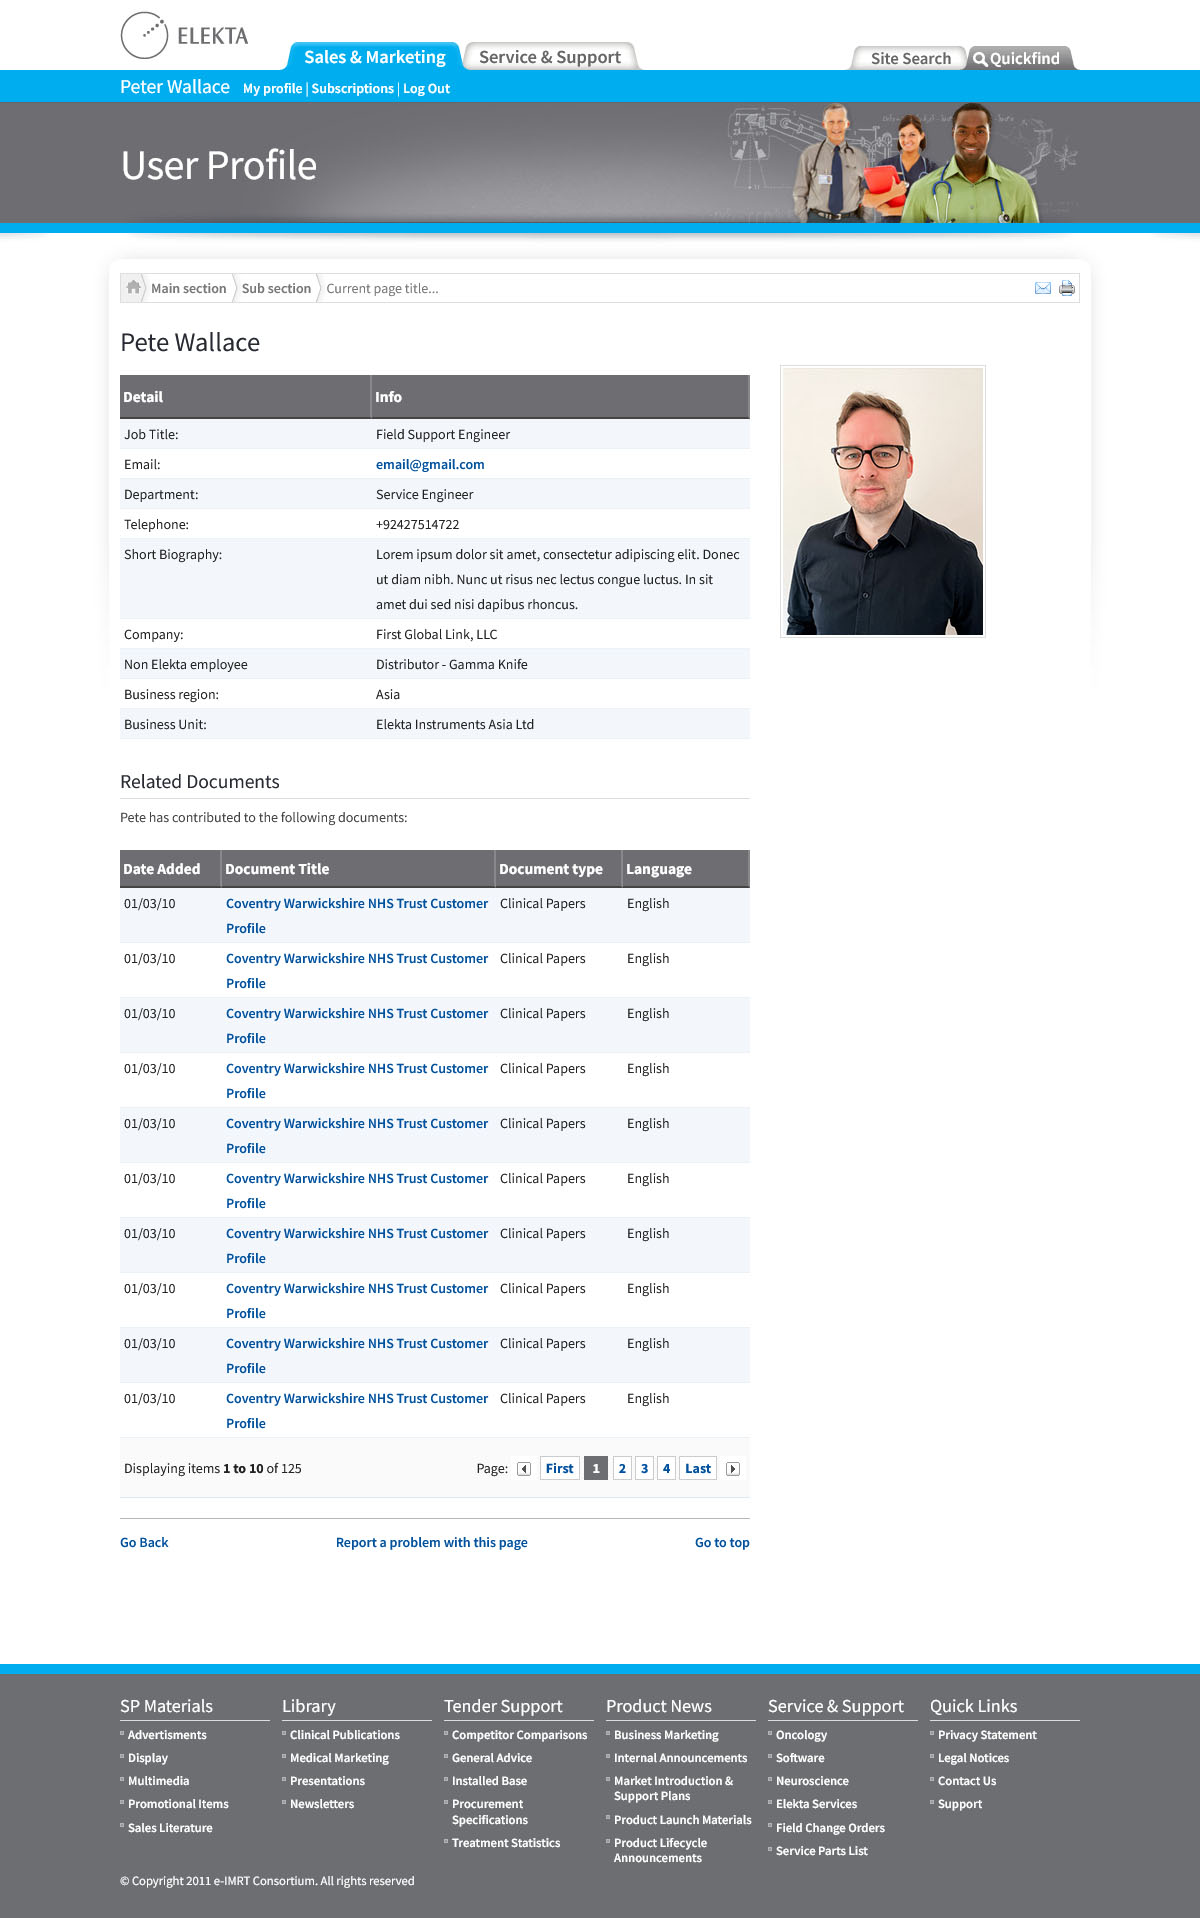 ELEKTA
Sales & Marketing
Service & Support
Site Search
Quickfind
Peter Wallace My profile | Subscriptions | Log Out
User Profile
Main section Sub section Current page title...
Pete Wallace
Detail Info
Job Title: Field Support Engineer
Email: email@gmail.com
Department: Service Engineer
Telephone: +92427514722
Short Biography: Lorem ipsum dolor sit amet, consectetur adipiscing elit. Donec
ut diam nibh. Nunc ut risus nec lectus congue luctus. In sit
amet dui sed nisi dapibus rhoncus.
Company: First Global Link, LLC
Non Elekta employee Distributor - Gamma Knife
Business region: Asia
Business Unit: Elekta Instruments Asia Ltd
Related Documents
Pete has contributed to the following documents:
Date Added Document Title Document type Language
01/03/10 Coventry Warwickshire NHS Trust Customer Clinical Papers English
Profile
01/03/10 Coventry Warwickshire NHS Trust Customer Clinical Papers English
Profile
01/03/10 Coventry Warwickshire NHS Trust Customer Clinical Papers English
Profile
01/03/10 Coventry Warwickshire NHS Trust Customer Clinical Papers English
Profile
01/03/10 Coventry Warwickshire NHS Trust Customer Clinical Papers English
Profile
01/03/10 Coventry Warwickshire NHS Trust Customer Clinical Papers English
Profile
01/03/10 Coventry Warwickshire NHS Trust Customer Clinical Papers English
Profile
01/03/10 Coventry Warwickshire NHS Trust Customer Clinical Papers English
Profile
01/03/10 Coventry Warwickshire NHS Trust Customer Clinical Papers English
Profile
01/03/10 Coventry Warwickshire NHS Trust Customer Clinical Papers English
Profile
Displaying items 1 to 10 of 125 Page: First 1 2 3 4 Last
Go Back Report a problem with this page Go to top
SP Materials
Advertisments
Display
Multimedia
Promotional Items
Sales Literature
Library
Clinical Publications
Medical Marketing
Presentations
Newsletters
Tender Support
Competitor Comparisons
General Advice
Installed Base
Procurement
Specifications
Treatment Statistics
Product News
Business Marketing
Internal Announcements
Market Introduction &
Support Plans
Product Launch Materials
Product Lifecycle
Announcements
Service & Support
Oncology
Software
Neuroscience
Elekta Services
Field Change Orders
Service Parts List
Quick Links
Privacy Statement
Legal Notices
Contact Us
Support
© Copyright 2011 e-IMRT Consortium. All rights reserved